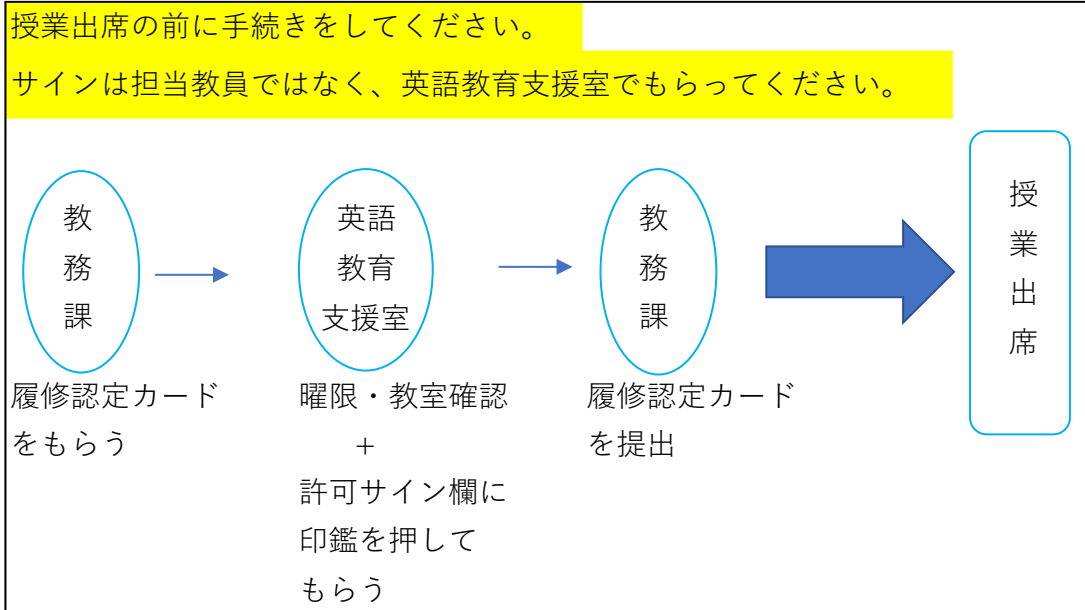 授業出席の前に手続きをしてください。
サインは担当教員ではなく、英語教育支援室でもらってください。
教
務
課
履修認定カード
をもらう
英語
教育
支援室
曜限・教室確認
+
許可サイン欄に
印鑑を押して
もらう
教
務
課
履修認定カード
を提出
授
業
出
席